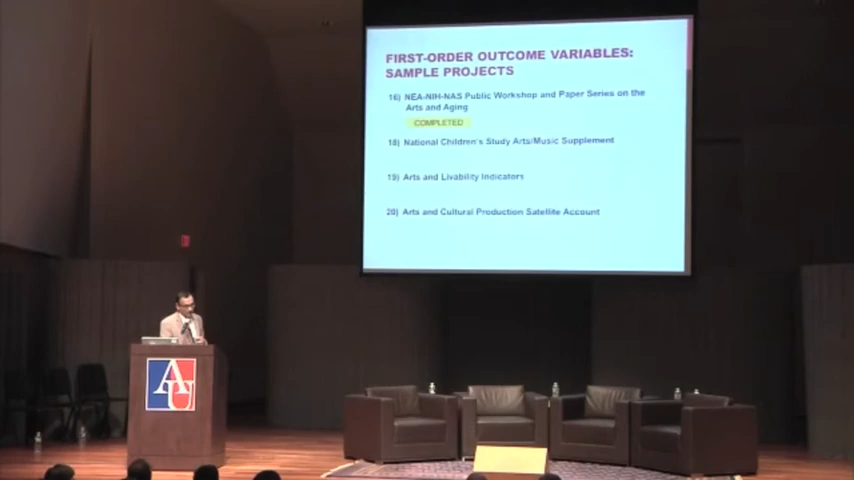 FIRST-ORDER OUTCOME VARIABLES:
SAMPLE PROJECTS
16) NEA-NIH-NAS Public Workshop and Paper Series on the
Arts and Aging
COMPLETED
18) National Children's Study Arts/Music Supplement
19) Arts and Livability Indicators
20) Arts and Cultural Production Satellite Account
AU